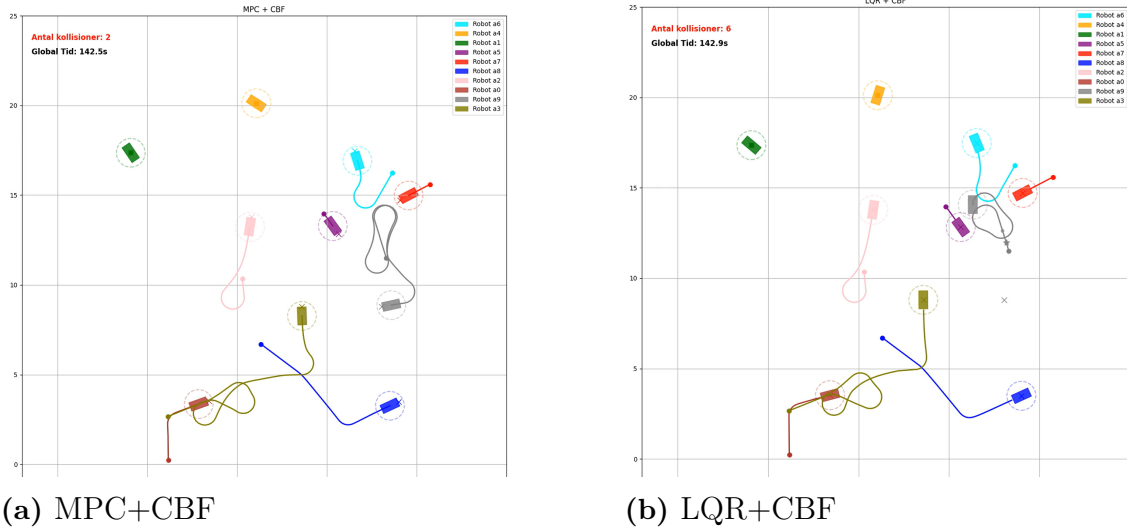 MPC + CBF
Antal kollisioner: 2
Global Tid: 142.5s
Robot a6
Robot a4
Robot a1
Robot a5
Robot a7
Robot a8
Robot a2
Robot a0
Robot a9
Robot a3
25
20
15
10
5
0
(a) MPC+CBF
LQR + CBF
Antal kollisioner: 6
Global Tid: 142.9s
Robot a6
Robot a4
Robot a1
Robot a5
Robot a7
Robot a8
Robot a2
Robot a0
Robot a9
Robot a3
25
20
15
10
5
0
(b) LQR+CBF